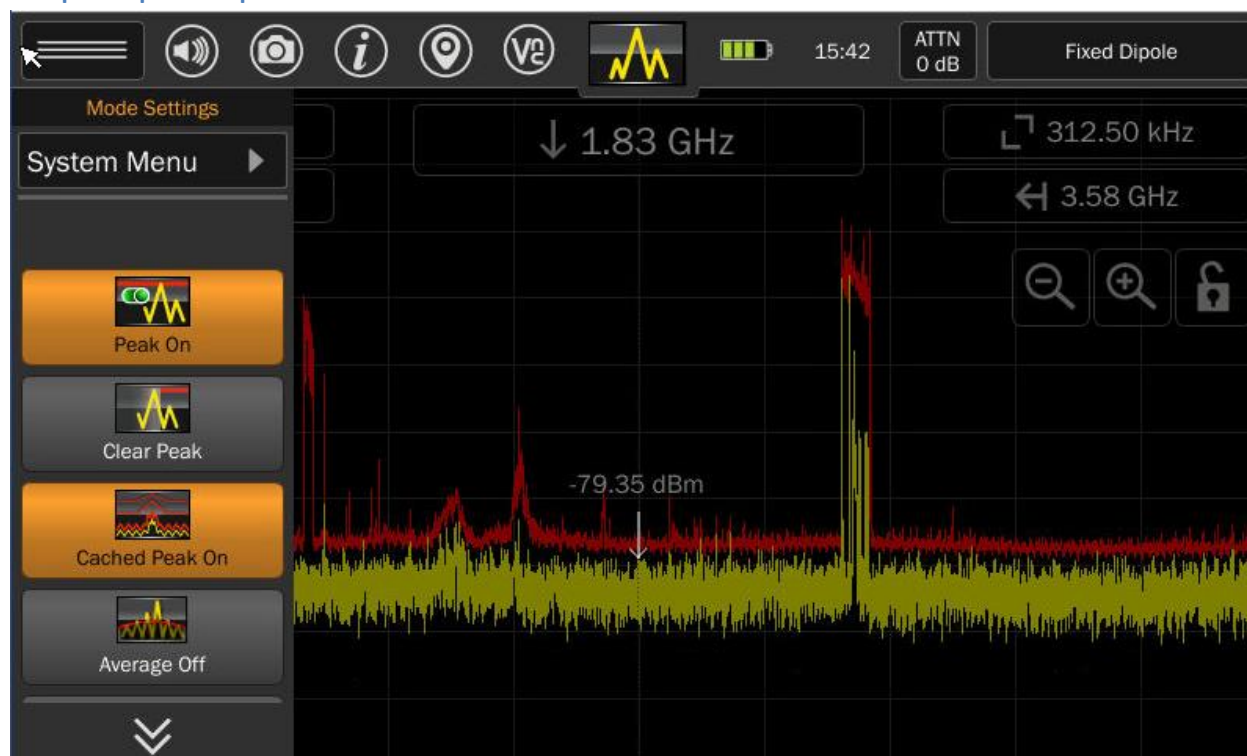 15:42
ATTN
0 dB
Fixed Dipole
Mode Settings
System Menu
1.83 GHz
312.50 kHz
3.58 GHz
Peak On
Clear Peak
-79.35 dBm
Cached Peak On
Average Off